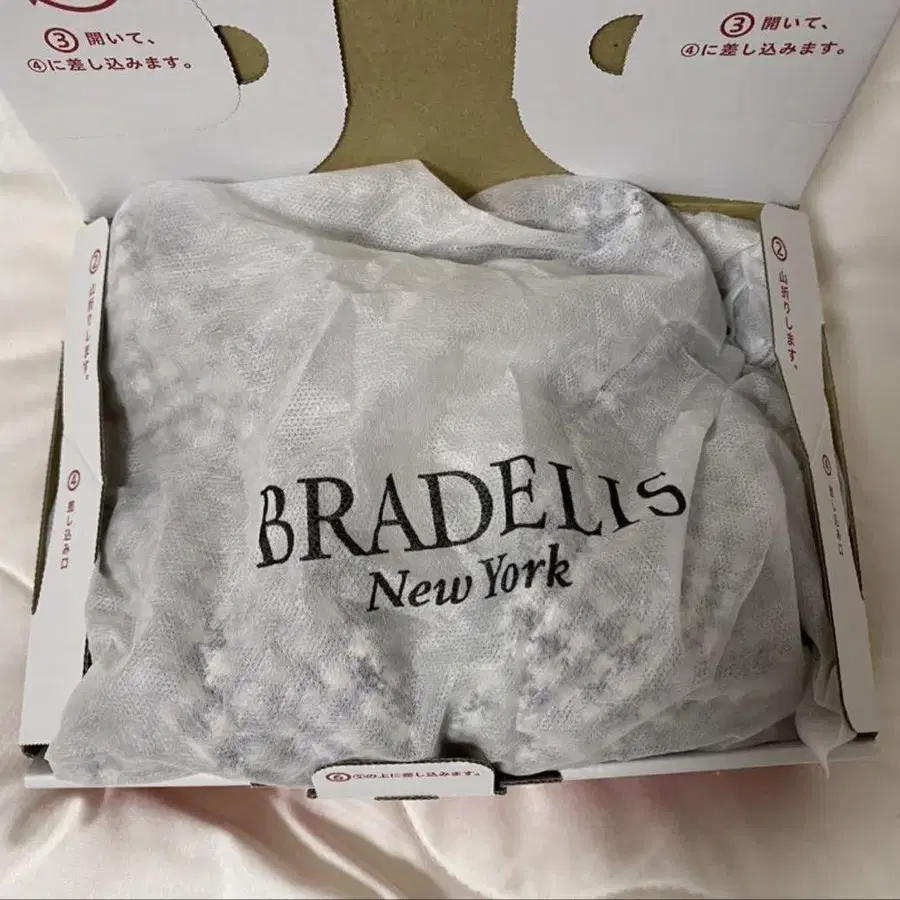 ③ 開いて、
④に差し込みます。
③ 開いて、
④に差し込みます。
② 山折りします。
② 山折りします。
④ 差し込み口
④ 差し込み口
BRADELIS
New York
⑥ ⑤の上に差し込みます。